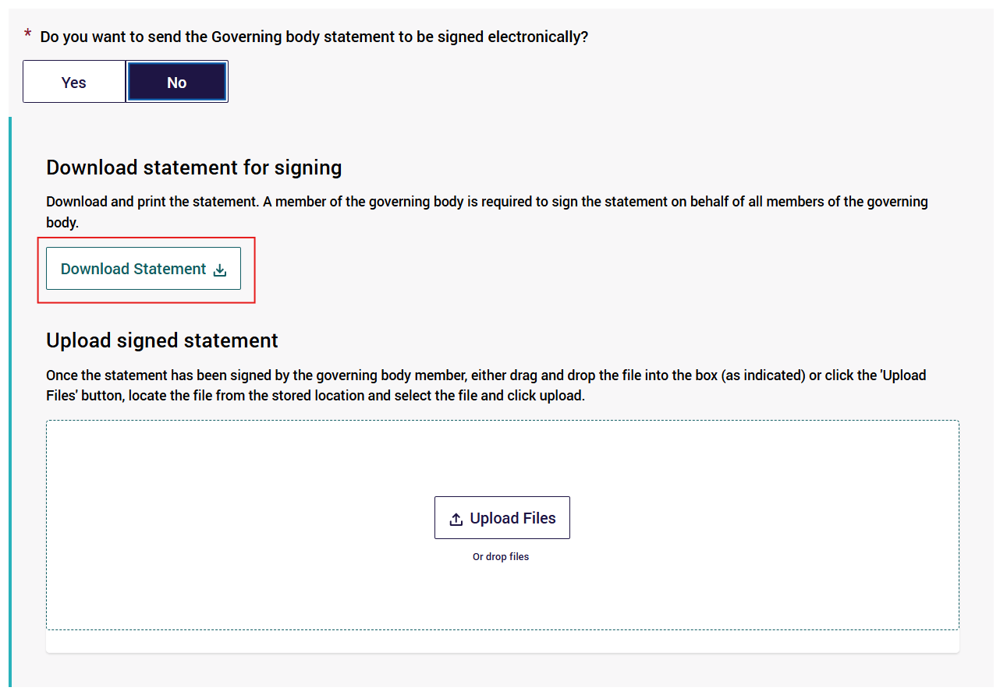 * Do you want to send the Governing body statement to be signed electronically?
Yes No
Download statement for signing
Download and print the statement. A member of the governing body is required to sign the statement on behalf of all members of the governing
body.
Download Statement
Upload signed statement
Once the statement has been signed by the governing body member, either drag and drop the file into the box (as indicated) or click the 'Upload
Files' button, locate the file from the stored location and select the file and click upload.
Upload Files
Or drop files